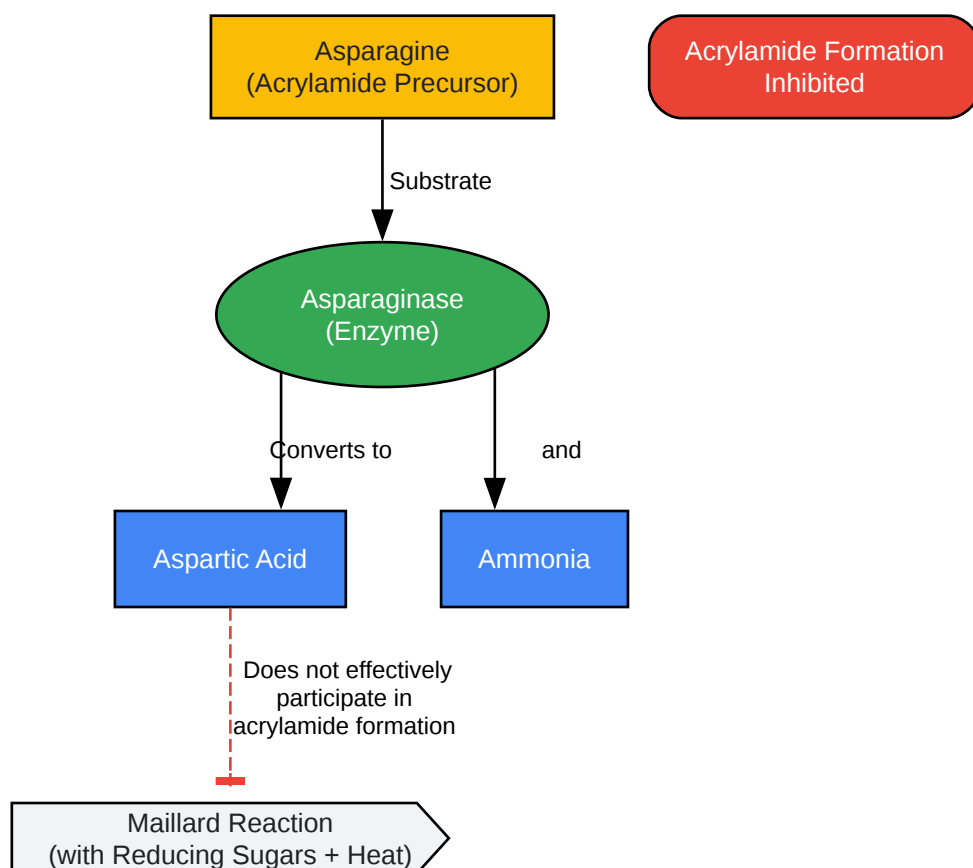 Asparagine
(Acrylamide Precursor)
Acrylamide Formation
Inhibited
Substrate
Asparaginase
(Enzyme)
Converts to
and
Aspartic Acid
Ammonia
Does not effectively
participate in
acrylamide formation
Maillard Reaction
(with Reducing Sugars + Heat)